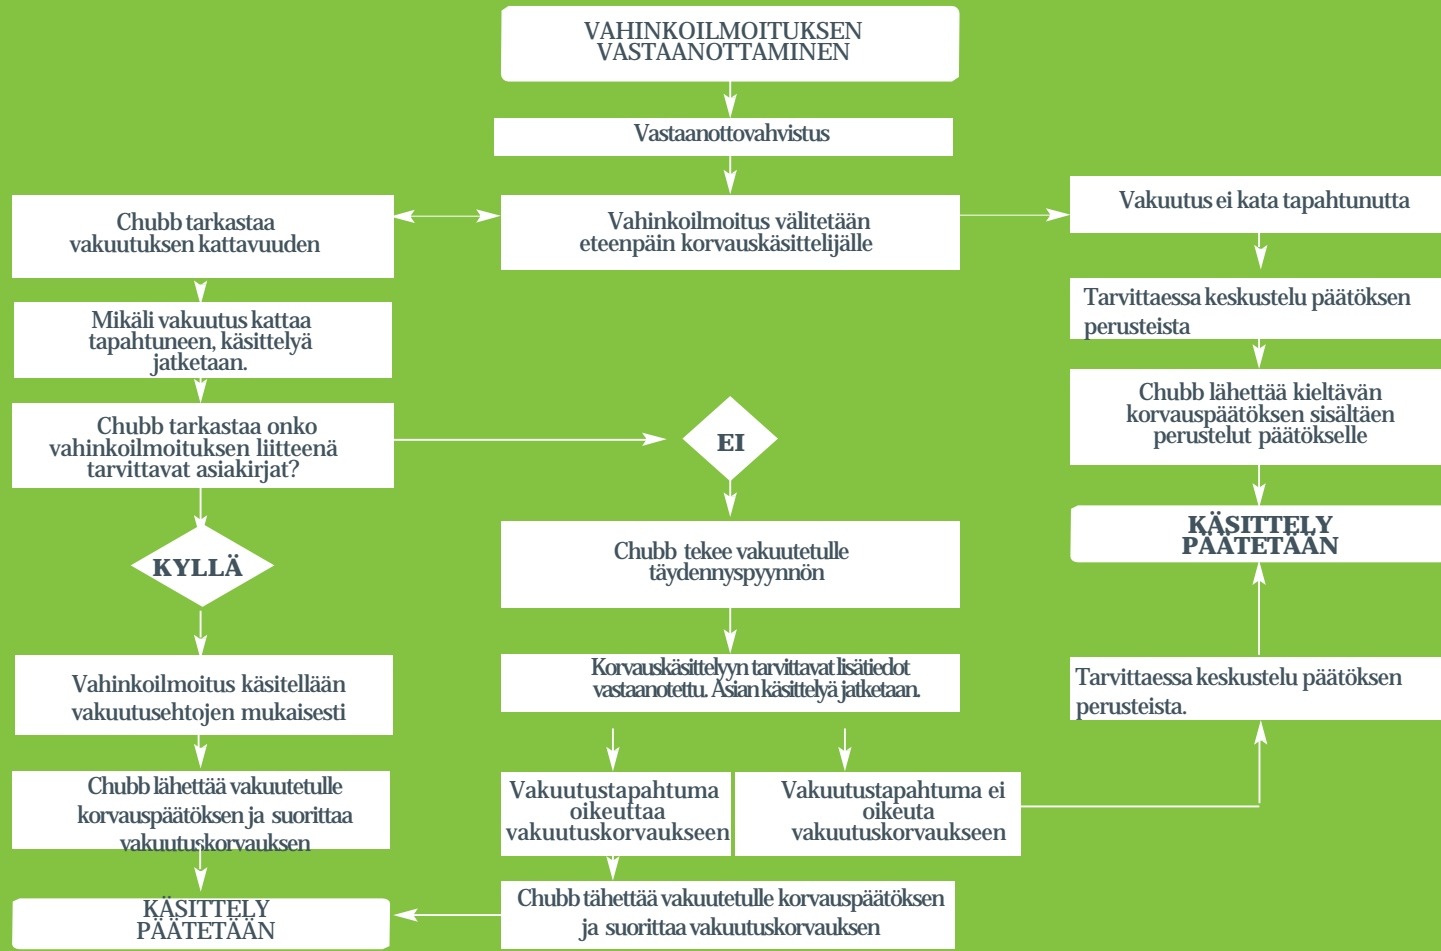 VAHINKOILMOITUKSEN
VASTAANOTTAMINEN
Vastaanottovahvistus
Vahinkoilmoitus välitetään
eteenpäin korvauskäsittelijälle
Chubb tarkastaa
vakuutuksen kattavuuden
Mikäli vakuutus kattaa
tapahtuneen, käsittelyä
jatketaan.
Chubb tarkastaa onko
vahinkoilmoituksen liitteenä
tarvittavat asiakirjat?
KYLLÄ
Vahinkoilmoitus käsitellään
vakuutusehtojen mukaisesti
Chubb lähettää vakuutetulle
korvauspäätöksen ja suorittaa
vakuutuskorvauksen
KÄSITTELY
PÄÄTETÄÄN
EI
Chubb tekee vakuutetulle
täydennyspyynnön
Korvauskäsittelyyn tarvittavat lisätiedot
vastaanotettu. Asian käsittelyä jatketaan.
Vakuutustapahtuma
oikeuttaa
vakuutuskorvaukseen
Vakuutustapahtuma ei
oikeuta
vakuutuskorvaukseen
Chubb tähettää vakuutetulle korvauspäätöksen
ja suorittaa vakuutuskorvauksen
Vakuutus ei kata tapahtunutta
Tarvittaessa keskustelu päätöksen
perusteista
Chubb lähettää kieltävän
korvauspäätöksen sisältäen
perustelut päätökselle
KÄSITTELY
PÄÄTETÄÄN
Tarvittaessa keskustelu päätöksen
perusteista.